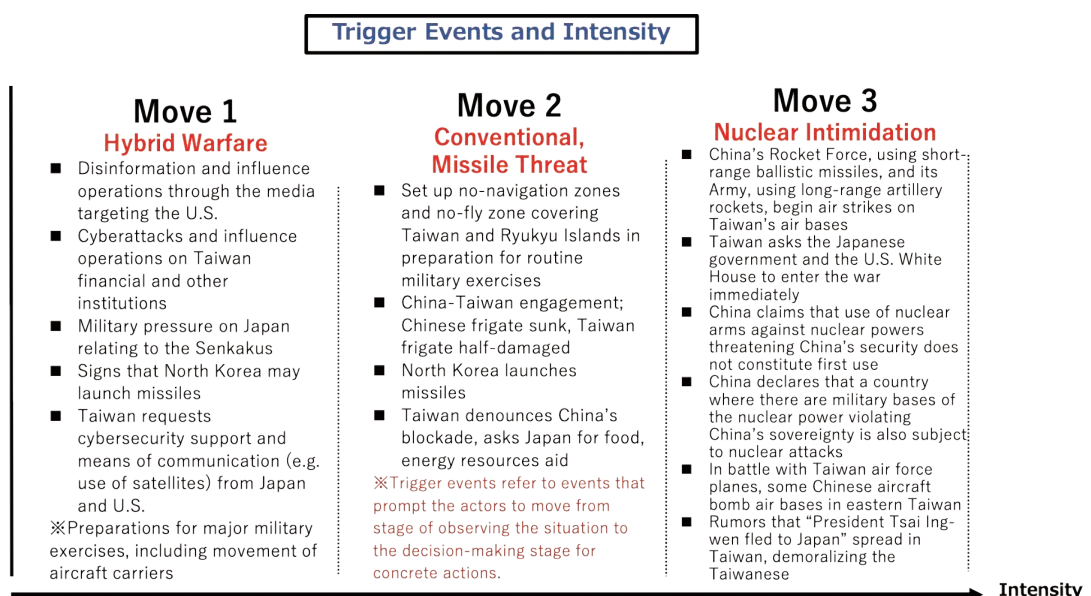 Trigger Events and Intensity
Move 1
Hybrid Warfare
■ Disinformation and influence
operations through the media
targeting the U.S.
■ Cyberattacks and influence
operations on Taiwan
financial and other
institutions
■ Military pressure on Japan
relating to the Senkakus
■ Signs that North Korea may
launch missiles
■ Taiwan requests
cybersecurity support and
means of communication (e.g.
use of satellites) from Japan
and U.S.
※Preparations for major military
exercises, including movement of
aircraft carriers
Move 2
Conventional,
Missile Threat
■ Set up no-navigation zones
and no-fly zone covering
Taiwan and Ryukyu Islands in
preparation for routine
military exercises
■ China-Taiwan engagement;
Chinese frigate sunk, Taiwan
frigate half-damaged
■ North Korea launches
missiles
■ Taiwan denounces China's
blockade, asks Japan for food,
energy resources aid
※Trigger events refer to events that
prompt the actors to move from
stage of observing the situation to
the decision-making stage for
concrete actions.
Move 3
Nuclear Intimidation
■ China's Rocket Force, using short-
range ballistic missiles, and its
Army, using long-range artillery
rockets, begin air strikes on
Taiwan's air bases
■ Taiwan asks the Japanese
government and the U.S. White
House to enter the war
immediately
■ China claims that use of nuclear
arms against nuclear powers
threatening China's security does
not constitute first use
■ China declares that a country
where there are military bases of
the nuclear power violating
China's sovereignty is also subject
to nuclear attacks
■ In battle with Taiwan air force
planes, some Chinese aircraft
bomb air bases in eastern Taiwan
■ Rumors that "President Tsai Ing-
wen fled to Japan" spread in
Taiwan, demoralizing the
Taiwanese
Intensity